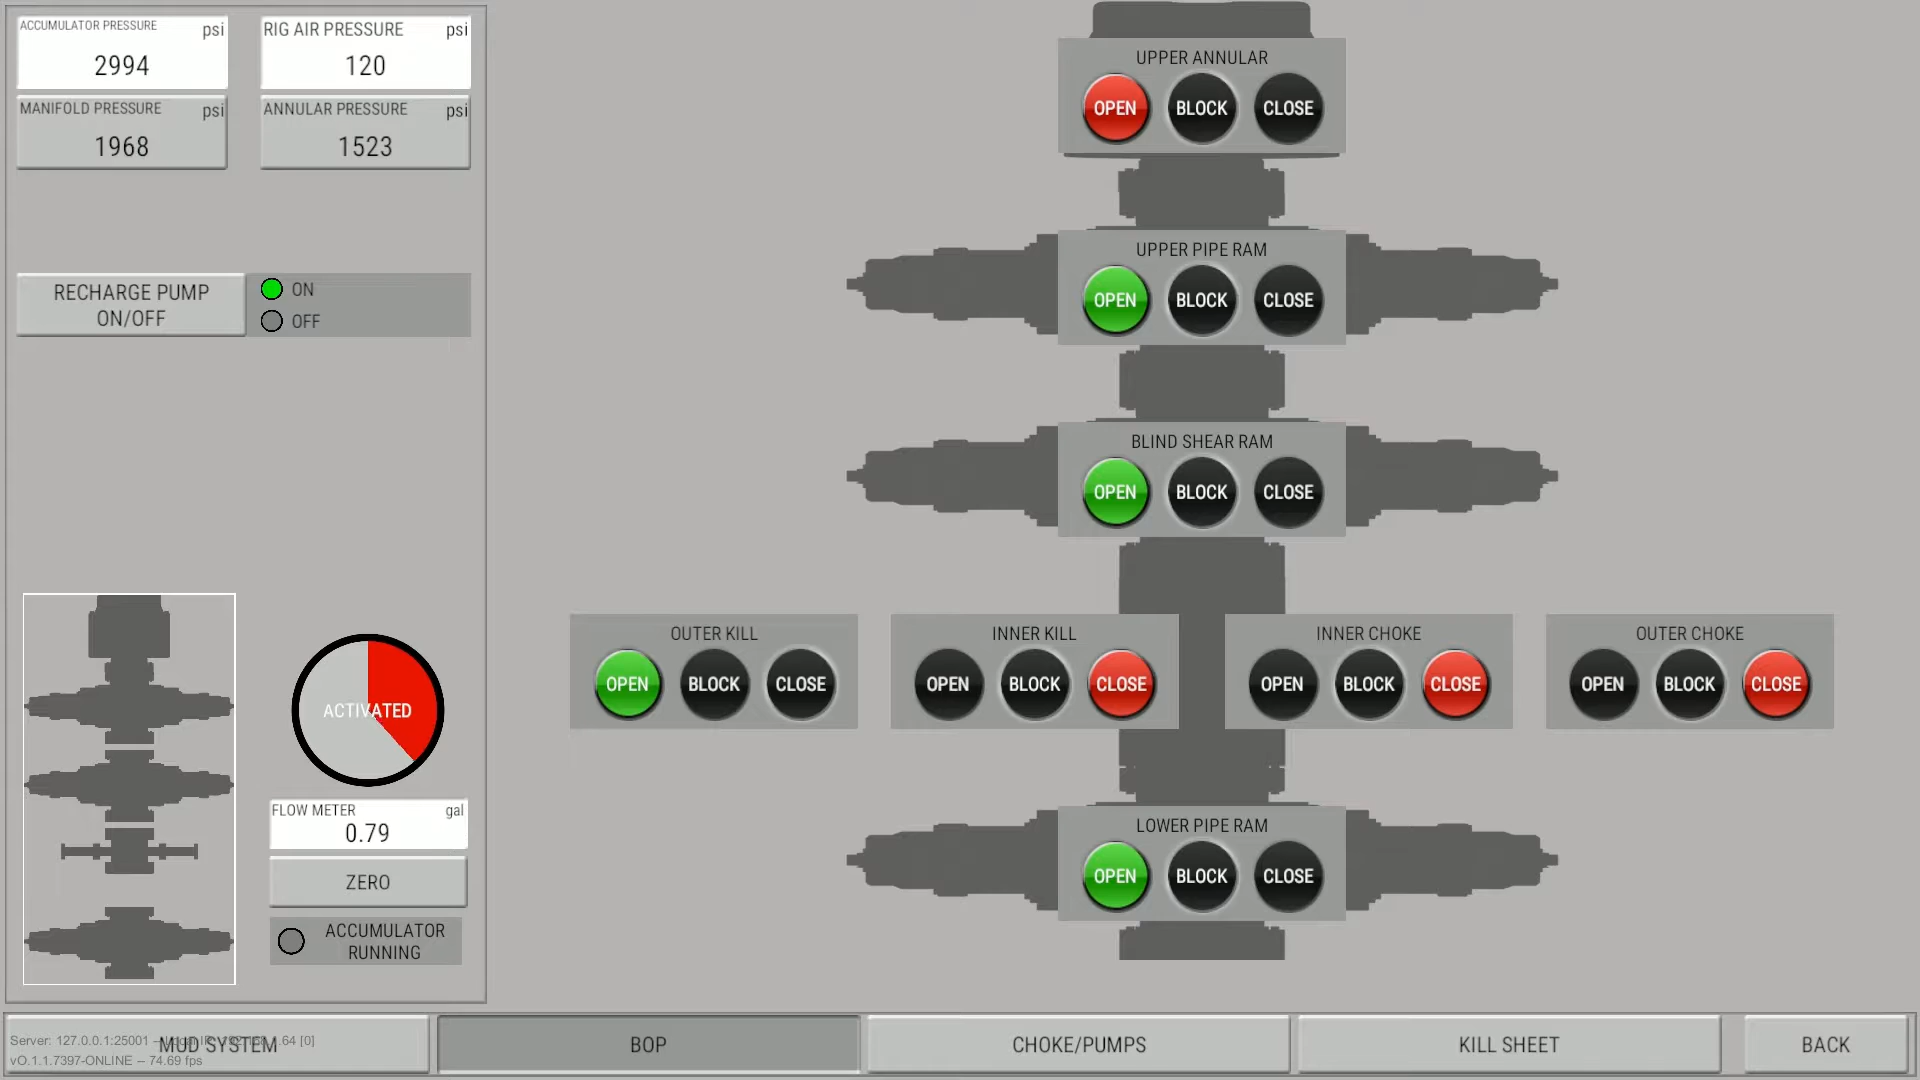 ACCUMULATOR PRESSURE psi
2994
RIG AIR PRESSURE psi
120
MANIFOLD PRESSURE psi
1968
ANNULAR PRESSURE psi
1523
RECHARGE PUMP
ON/OFF
ON
OFF
ACTIVATED
FLOW METER gal
0.79
ZERO
ACCUMULATOR
RUNNING
UPPER ANNULAR
OPEN BLOCK CLOSE
UPPER PIPE RAM
OPEN BLOCK CLOSE
BLIND SHEAR RAM
OPEN BLOCK CLOSE
OUTER KILL
OPEN BLOCK CLOSE
INNER KILL
OPEN BLOCK CLOSE
INNER CHOKE
OPEN BLOCK CLOSE
OUTER CHOKE
OPEN BLOCK CLOSE
LOWER PIPE RAM
OPEN BLOCK CLOSE
Server: 127.0.0.1:25001 [0]
MUD SYSTEM
vO.1.1.7397-ONLINE – 74.69 fps
BOP
CHOKE/PUMPS
KILL SHEET
BACK